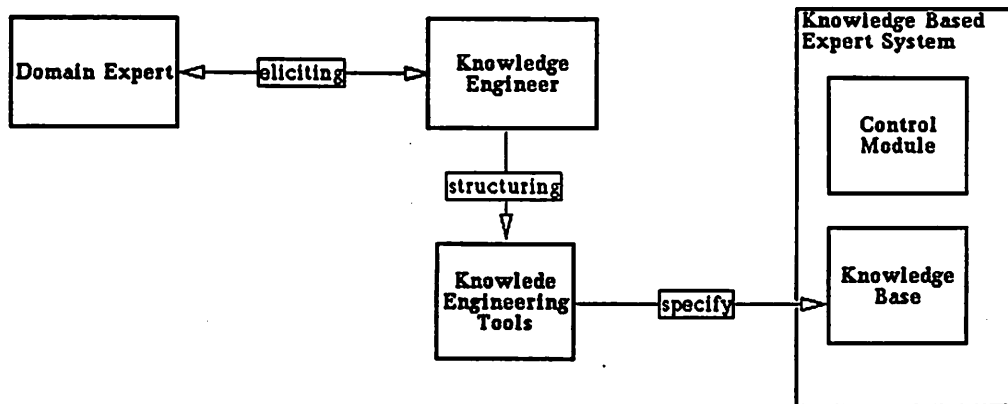 Domain Expert
eliciting
Knowledge
Engineer
structuring
Knowlede
Engineering
Tools
specify
Knowledge Based
Expert System
Control
Module
Knowledge
Base